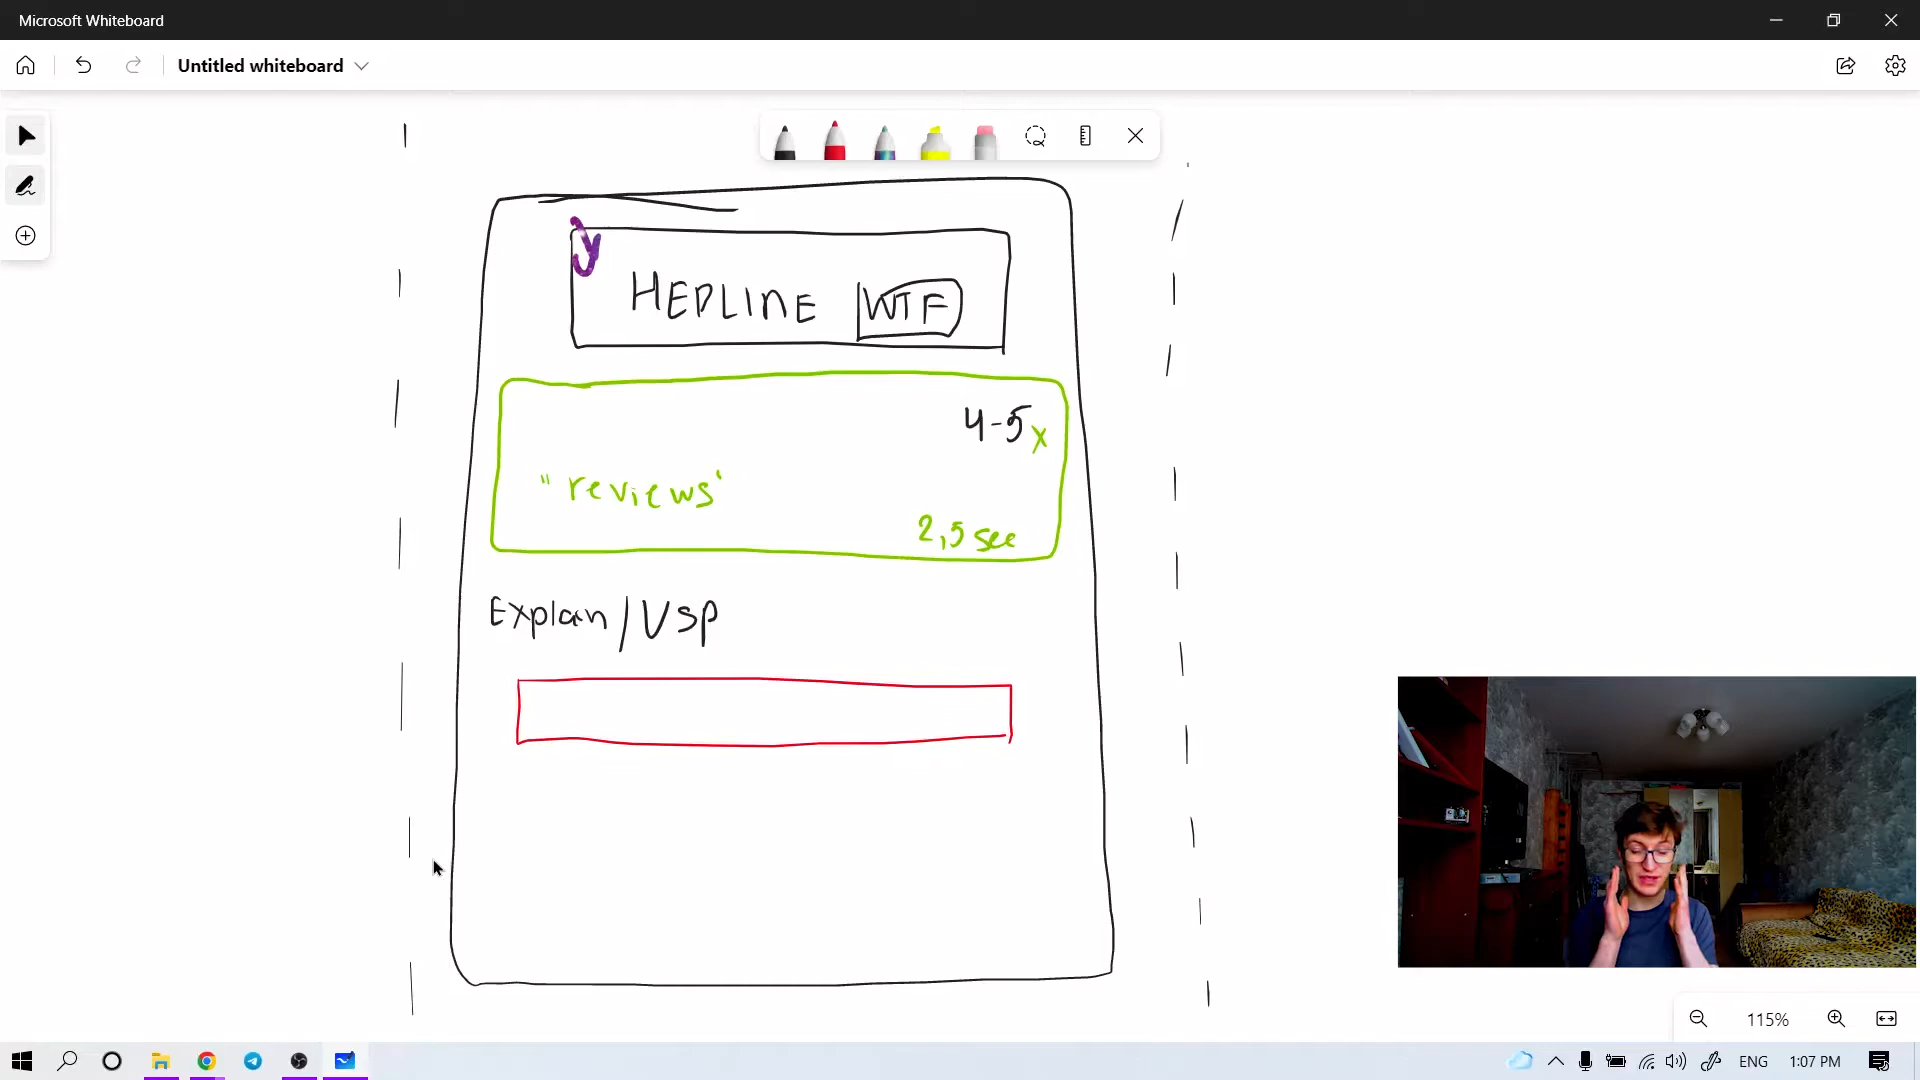 Microsoft Whiteboard
Untitled whiteboard
HEDLINE WTF
4-5x
"reviews"
2,5 sec
Explan/USP
115%
ENG 1:07 PM